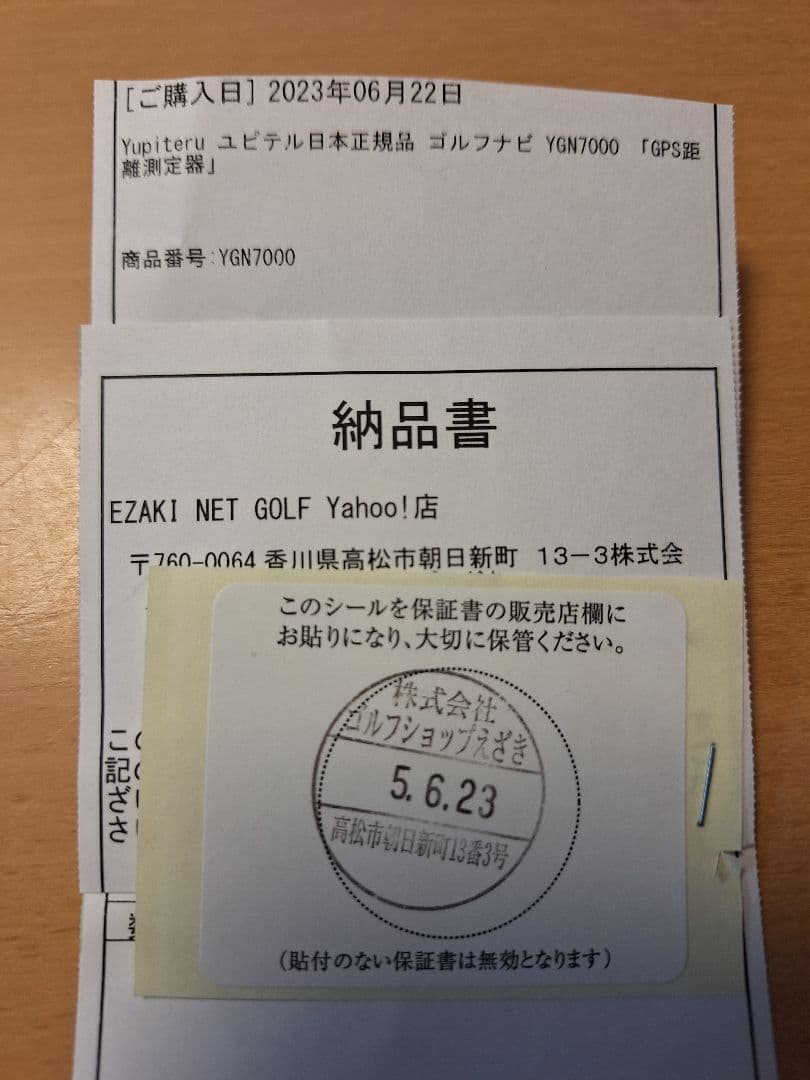 [ご購入日] 2023年06月22日
Yupiteru ユピテル日本正規品 ゴルフナビ YGN7000 「GPS距
離測定器」
商品番号:YGN7000
納品書
EZAKI NET GOLF Yahoo!店
〒760-0064 香川県高松市朝日新町 13−3株式会
このシールを保証書の販売店欄に
お貼りになり、大切に保管ください。
株式会社
ゴルフショップえざき
5.6.23
高松市朝日新町13番3号
(貼付のない保証書は無効となります)
こ
記
ざ
さ